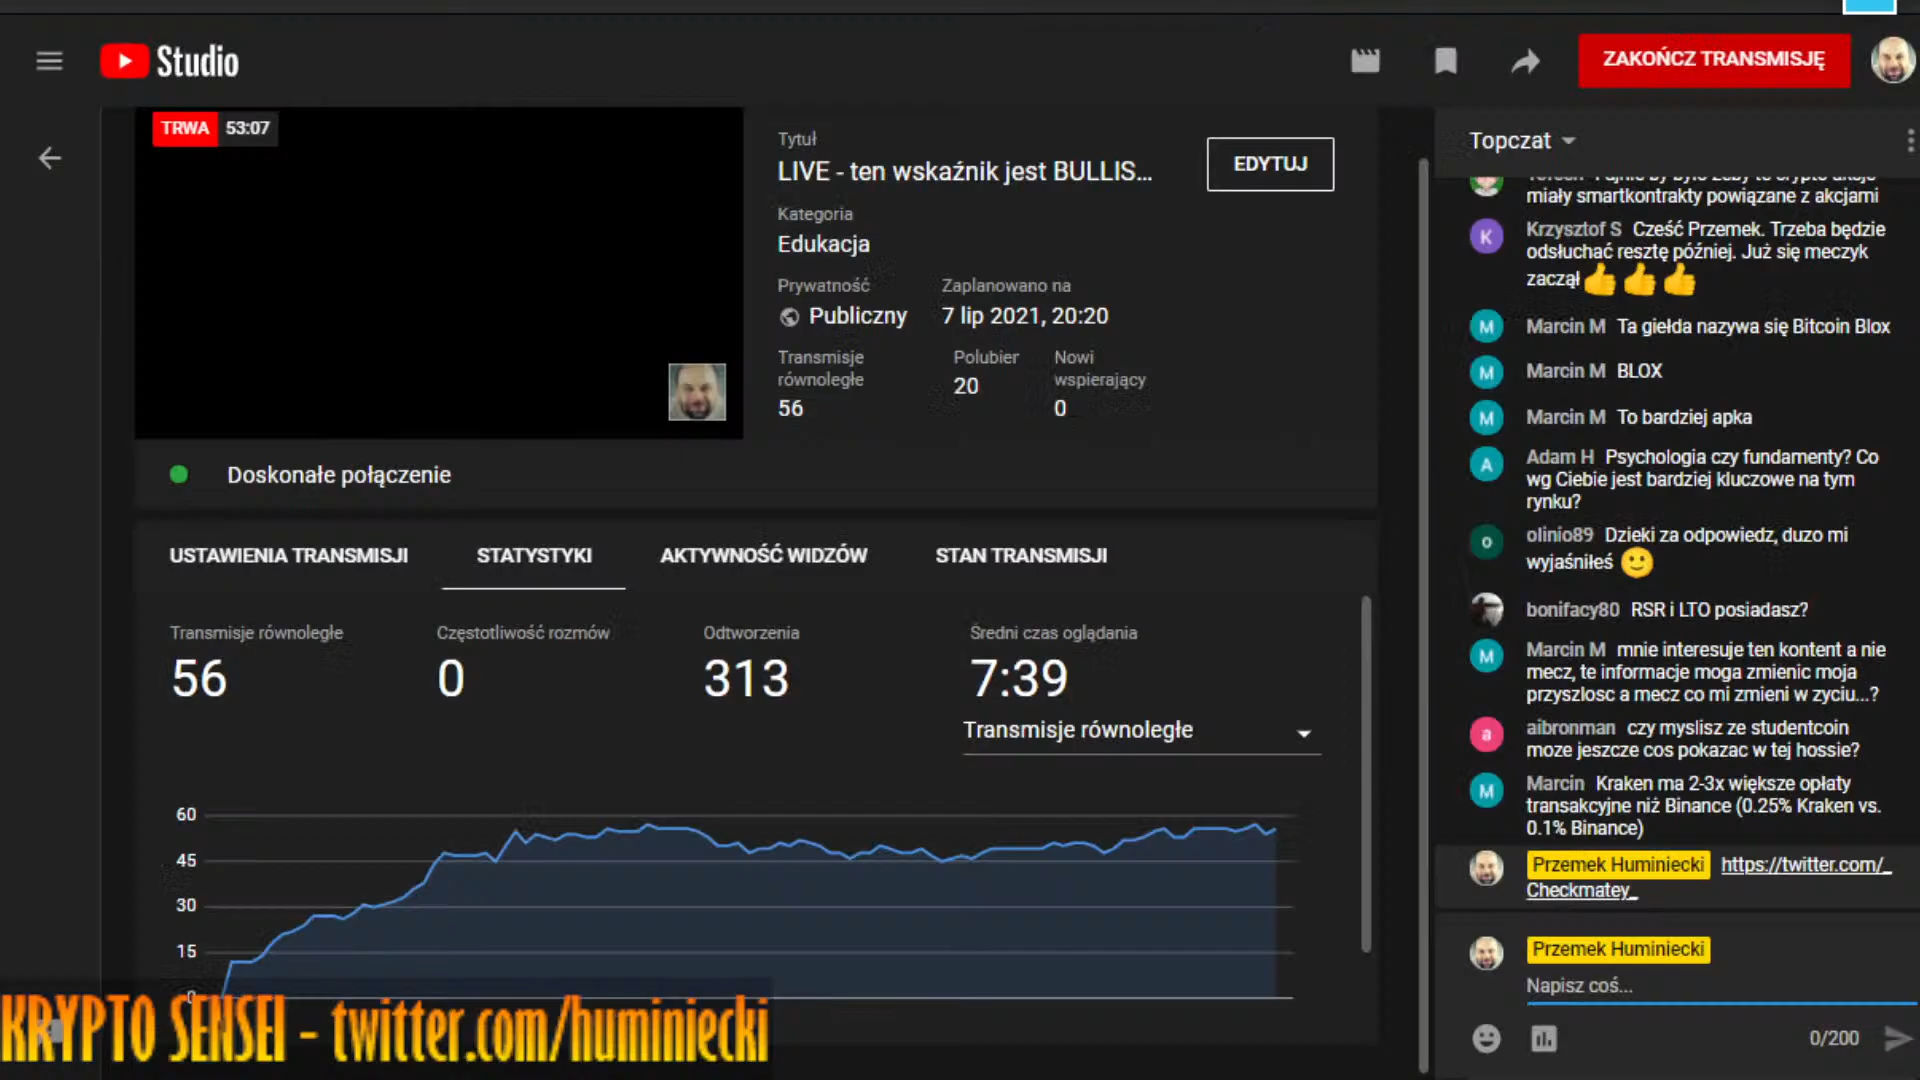 Studio
ZAKOŃCZ TRANSMISJĘ
TRWA 53:07
Tytuł
LIVE - ten wskaźnik jest BULLIS...
EDYTUJ
Kategoria
Edukacja
Prywatność
Publiczny
Zaplanowano na
7 lip 2021, 20:20
Transmisje
równoległe
56
Polubier
20
Nowi
wspierający
0
Doskonałe połączenie
USTAWIENIA TRANSMISJI
STATYSTYKI
AKTYWNOŚĆ WIDZÓW
STAN TRANSMISJI
Transmisje równoległe
56
Częstotliwość rozmów
0
Odtworzenia
313
Średni czas oglądania
7:39
Transmisje równoległe
60
45
30
15
0
KRYPTO SENSEI - twitter.com/huminiecki
Topczat
miały smartkontrakty powiązane z akcjami
K
Krzysztof S Cześć Przemek. Trzeba będzie
odsłuchać resztę później. Już się meczyk
zaczął👍👍👍
M
Marcin M Ta giełda nazywa się Bitcoin Blox
M
Marcin M BLOX
M
Marcin M To bardziej apka
A
Adam H Psychologia czy fundamenty? Co
wg Ciebie jest bardziej kluczowe na tym
rynku?
o
olinio89 Dzieki za odpowiedz, duzo mi
wyjaśniłeś 🙂
bonifacy80 RSR i LTO posiadasz?
M
Marcin M mnie interesuje ten kontent a nie
mecz, te informacje moga zmienic moja
przyszlosc a mecz co mi zmieni w zyciu...?
a
aibronman czy myslisz ze studentcoin
moze jeszcze cos pokazac w tej hossie?
M
Marcin Kraken ma 2-3x większe opłaty
transakcyjne niż Binance (0.25% Kraken vs.
0.1% Binance)
Przemek Huminiecki https://twitter.com/_
Checkmatey_
Przemek Huminiecki
Napisz coś...
0/200